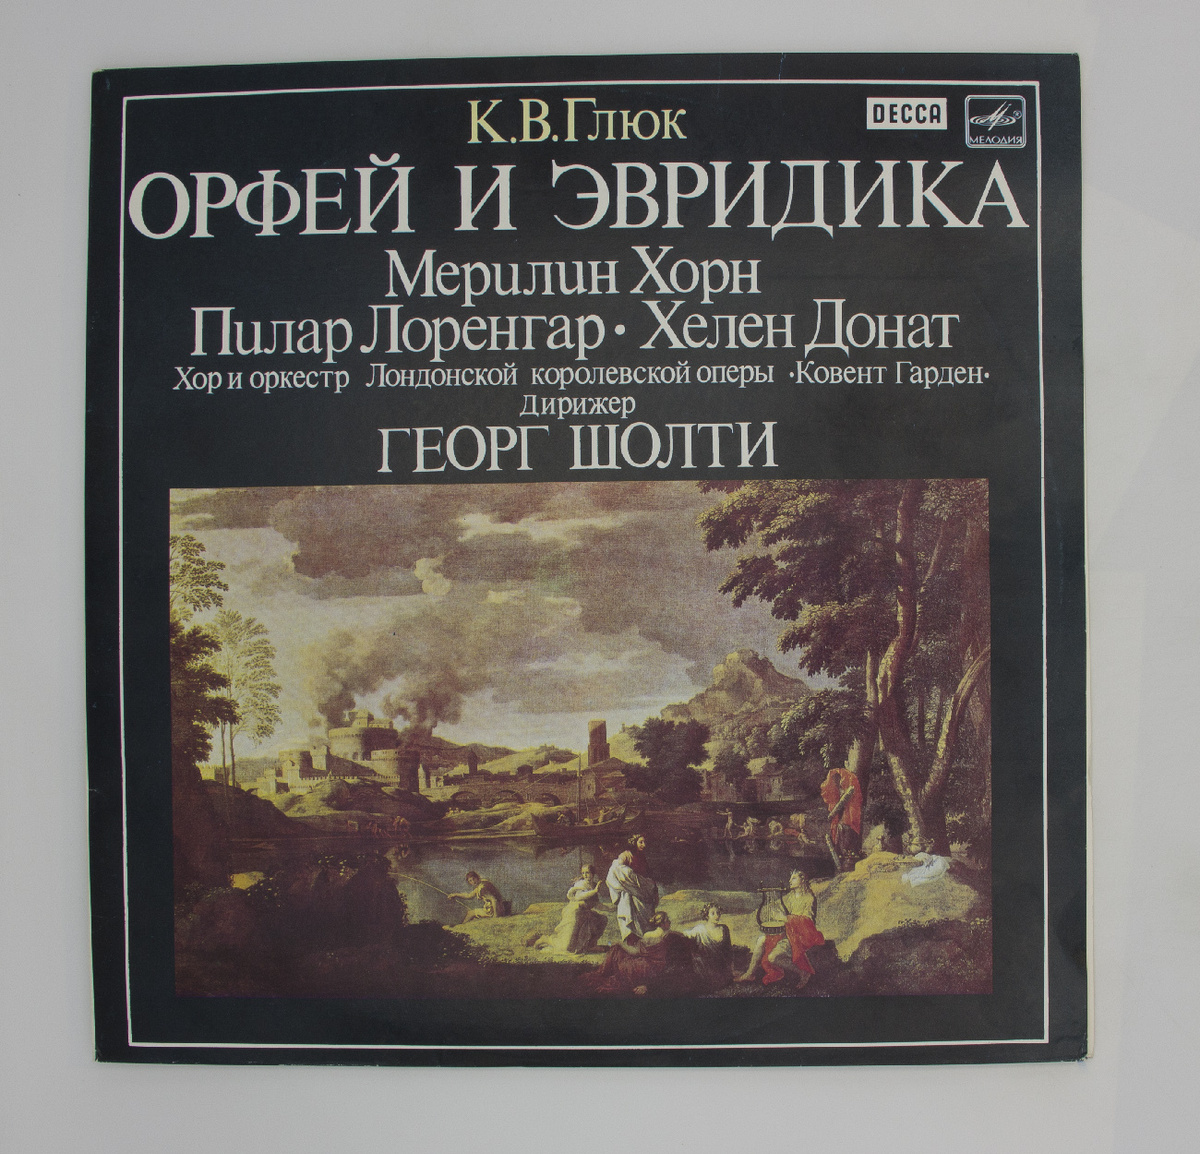 К.В.Глюк
DECCA
МЕЛОДИЯ
ОРФЕЙ И ЭВРИДИКА
Мерилин Хорн
Пилар Лоренгар · Хелен Донат
Хор и оркестр Лондонской королевской оперы ·Ковент Гарден·
Дирижер
ГЕОРГ ШОЛТИ